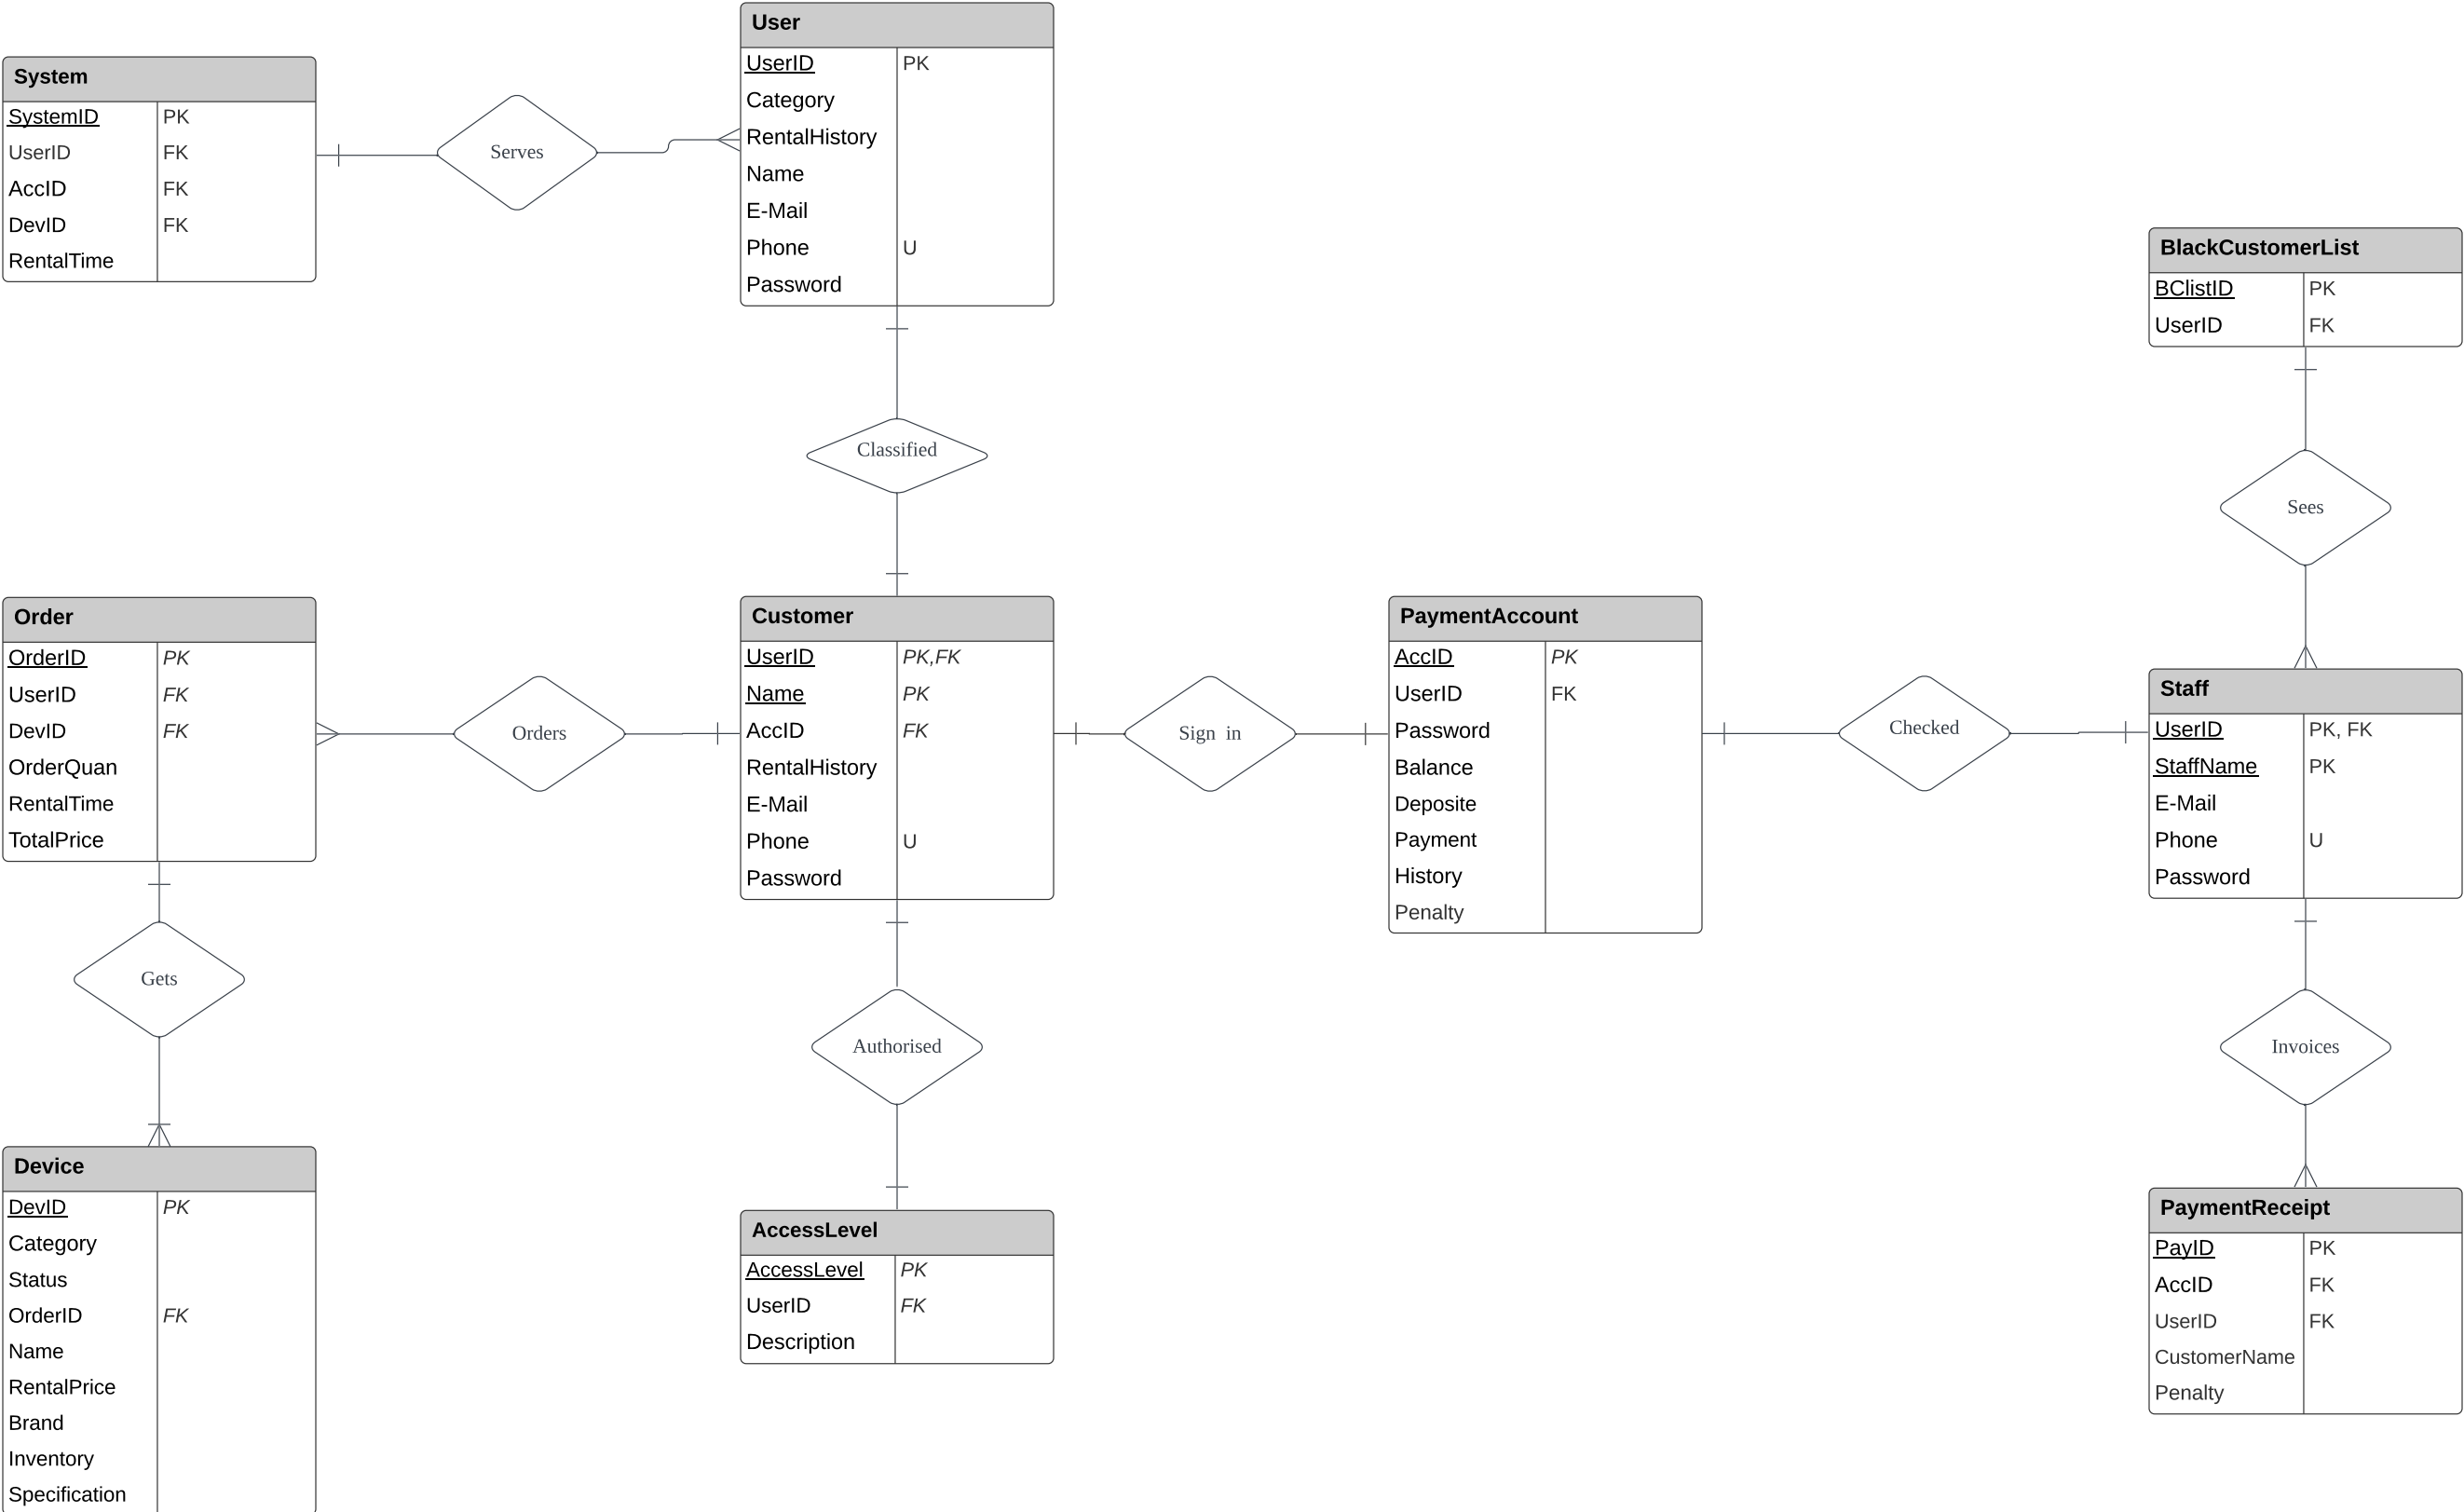 User
UserID PK
Category
RentalHistory
Name
E-Mail
Phone U
Password
System
SystemID PK
UserID FK
AccID FK
DevID FK
RentalTime
Serves
BlackCustomerList
BClistID PK
UserID FK
Classified
Sees
Order
OrderID PK
UserID FK
DevID FK
OrderQuan
RentalTime
TotalPrice
Orders
Customer
UserID PK,FK
Name PK
AccID FK
RentalHistory
E-Mail
Phone U
Password
Sign in
PaymentAccount
AccID PK
UserID FK
Password
Balance
Deposite
Payment
History
Penalty
Checked
Staff
UserID PK, FK
StaffName PK
E-Mail
Phone U
Password
Gets
Authorised
Invoices
Device
DevID PK
Category
Status
OrderID FK
Name
RentalPrice
Brand
Inventory
Specification
AccessLevel
AccessLevel PK
UserID FK
Description
PaymentReceipt
PayID PK
AccID FK
UserID FK
CustomerName
Penalty